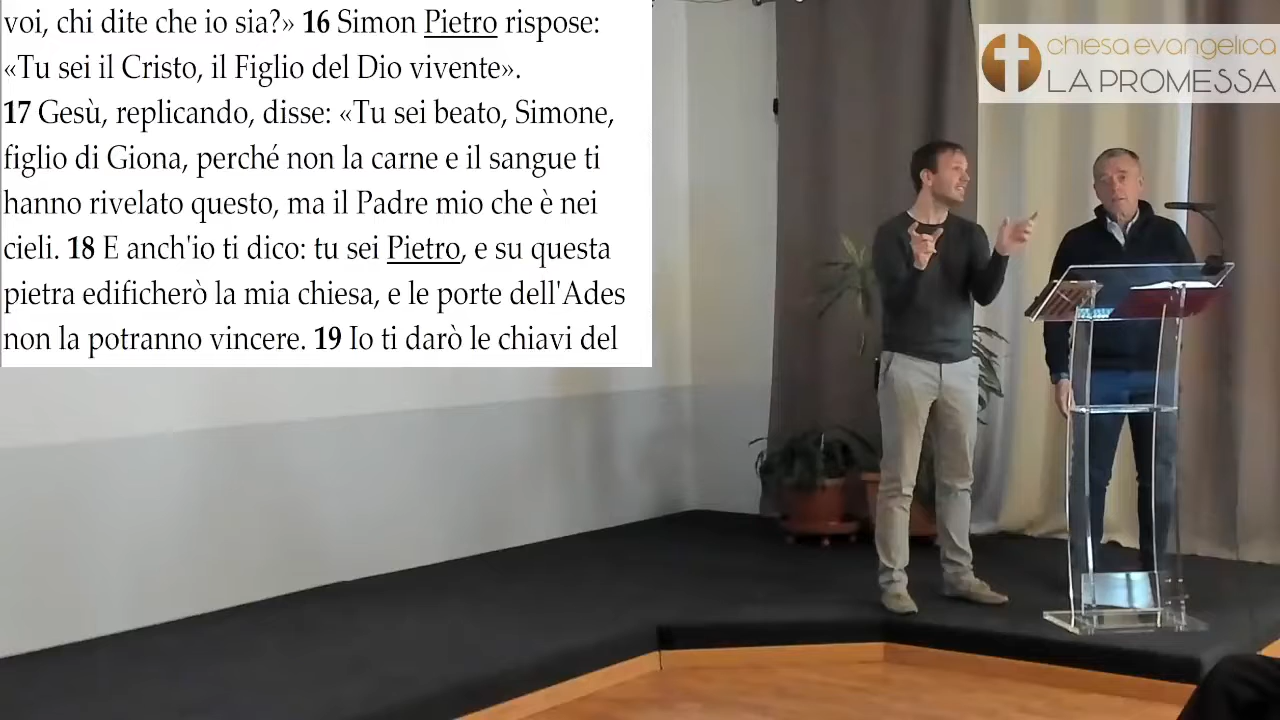 voi, chi dite che io sia?» 16 Simon Pietro rispose:
«Tu sei il Cristo, il Figlio del Dio vivente».
17 Gesù, replicando, disse: «Tu sei beato, Simone,
figlio di Giona, perché non la carne e il sangue ti
hanno rivelato questo, ma il Padre mio che è nei
cieli. 18 E anch'io ti dico: tu sei Pietro, e su questa
pietra edificherò la mia chiesa, e le porte dell'Ades
non la potranno vincere. 19 Io ti darò le chiavi del
chiesa evangelica
LA PROMESSA